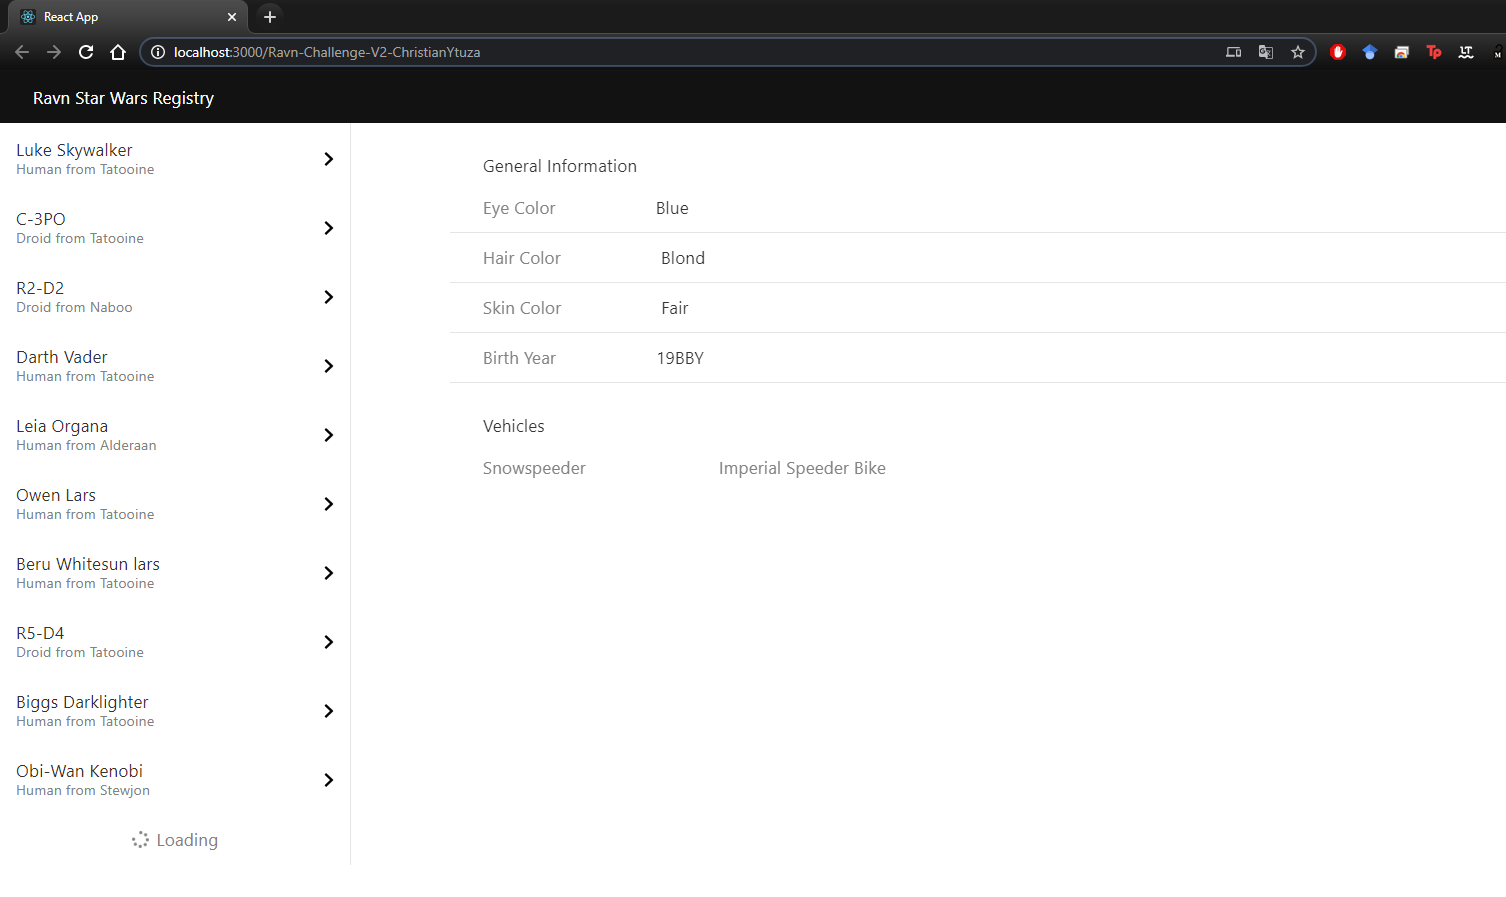 React App
localhost:3000/Ravn-Challenge-V2-ChristianYtuza
Tp
LT
M
Ravn Star Wars Registry
Luke Skywalker
Human from Tatooine
C-3PO
Droid from Tatooine
R2-D2
Droid from Naboo
Darth Vader
Human from Tatooine
Leia Organa
Human from Alderaan
Owen Lars
Human from Tatooine
Beru Whitesun lars
Human from Tatooine
R5-D4
Droid from Tatooine
Biggs Darklighter
Human from Tatooine
Obi-Wan Kenobi
Human from Stewjon
Loading
General Information
Eye Color Blue
Hair Color Blond
Skin Color Fair
Birth Year 19BBY
Vehicles
Snowspeeder Imperial Speeder Bike